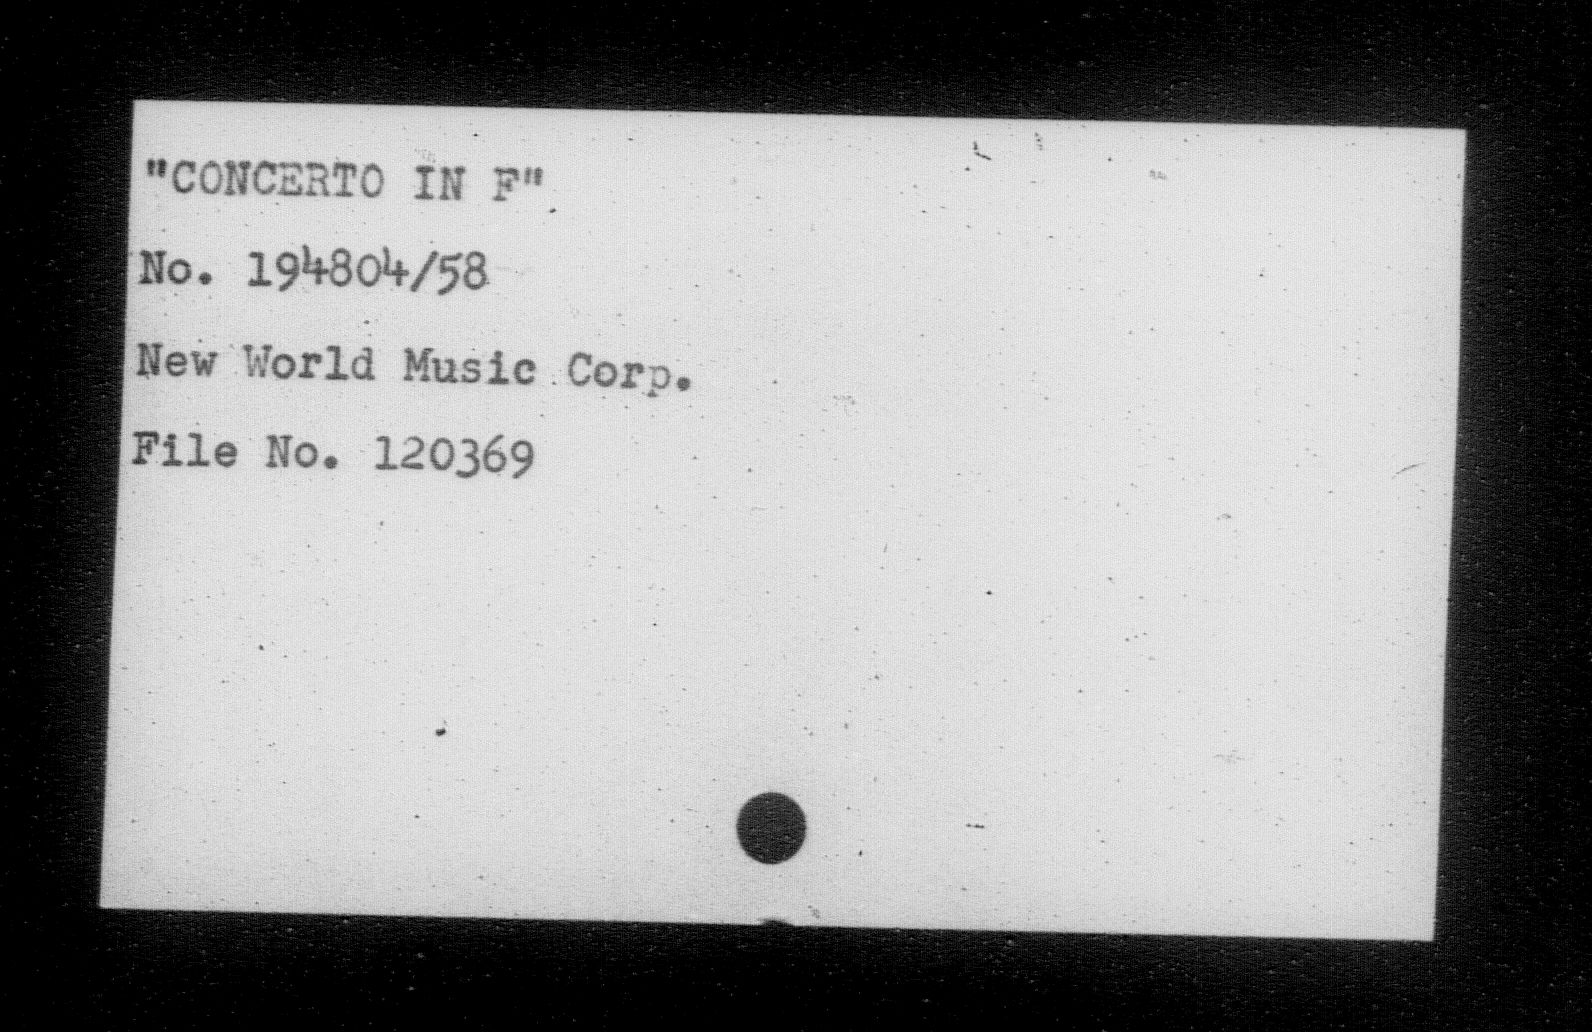 "CONCERTO IN F"
No. 194804/58
New World Music Corp.
File No. 120369